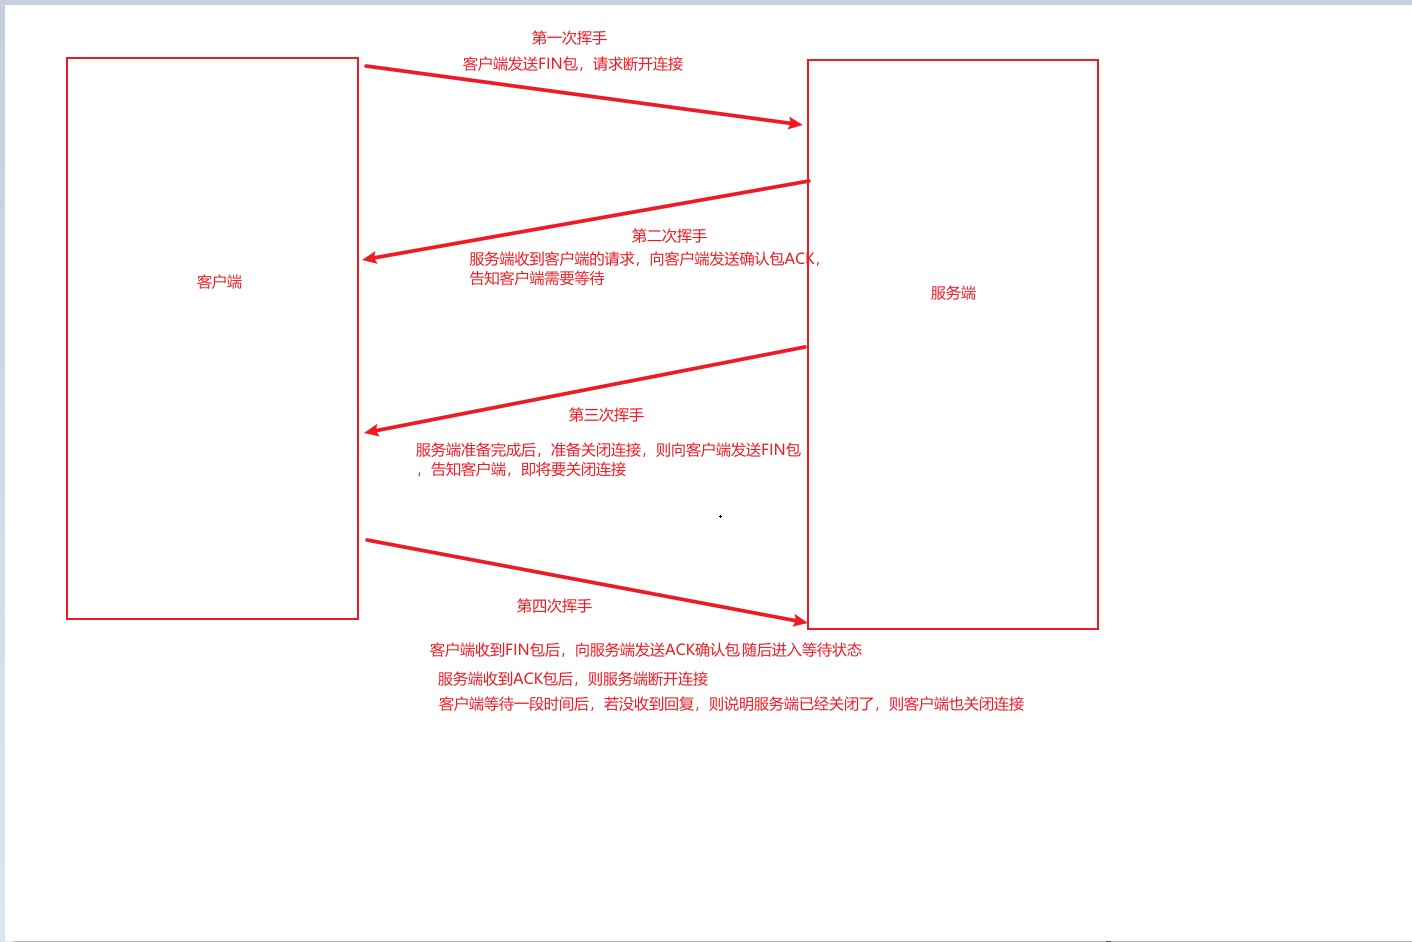 第一次挥手
客户端发送FIN包，请求断开连接
第二次挥手
服务端收到客户端的请求，向客户端发送确认包ACK，
告知客户端需要等待
客户端
服务端
第三次挥手
服务端准备完成后，准备关闭连接，则向客户端发送FIN包
，告知客户端，即将要关闭连接
第四次挥手
客户端收到FIN包后，向服务端发送ACK确认包 随后进入等待状态
服务端收到ACK包后，则服务端断开连接
客户端等待一段时间后，若没收到回复，则说明服务端已经关闭了，则客户端也关闭连接